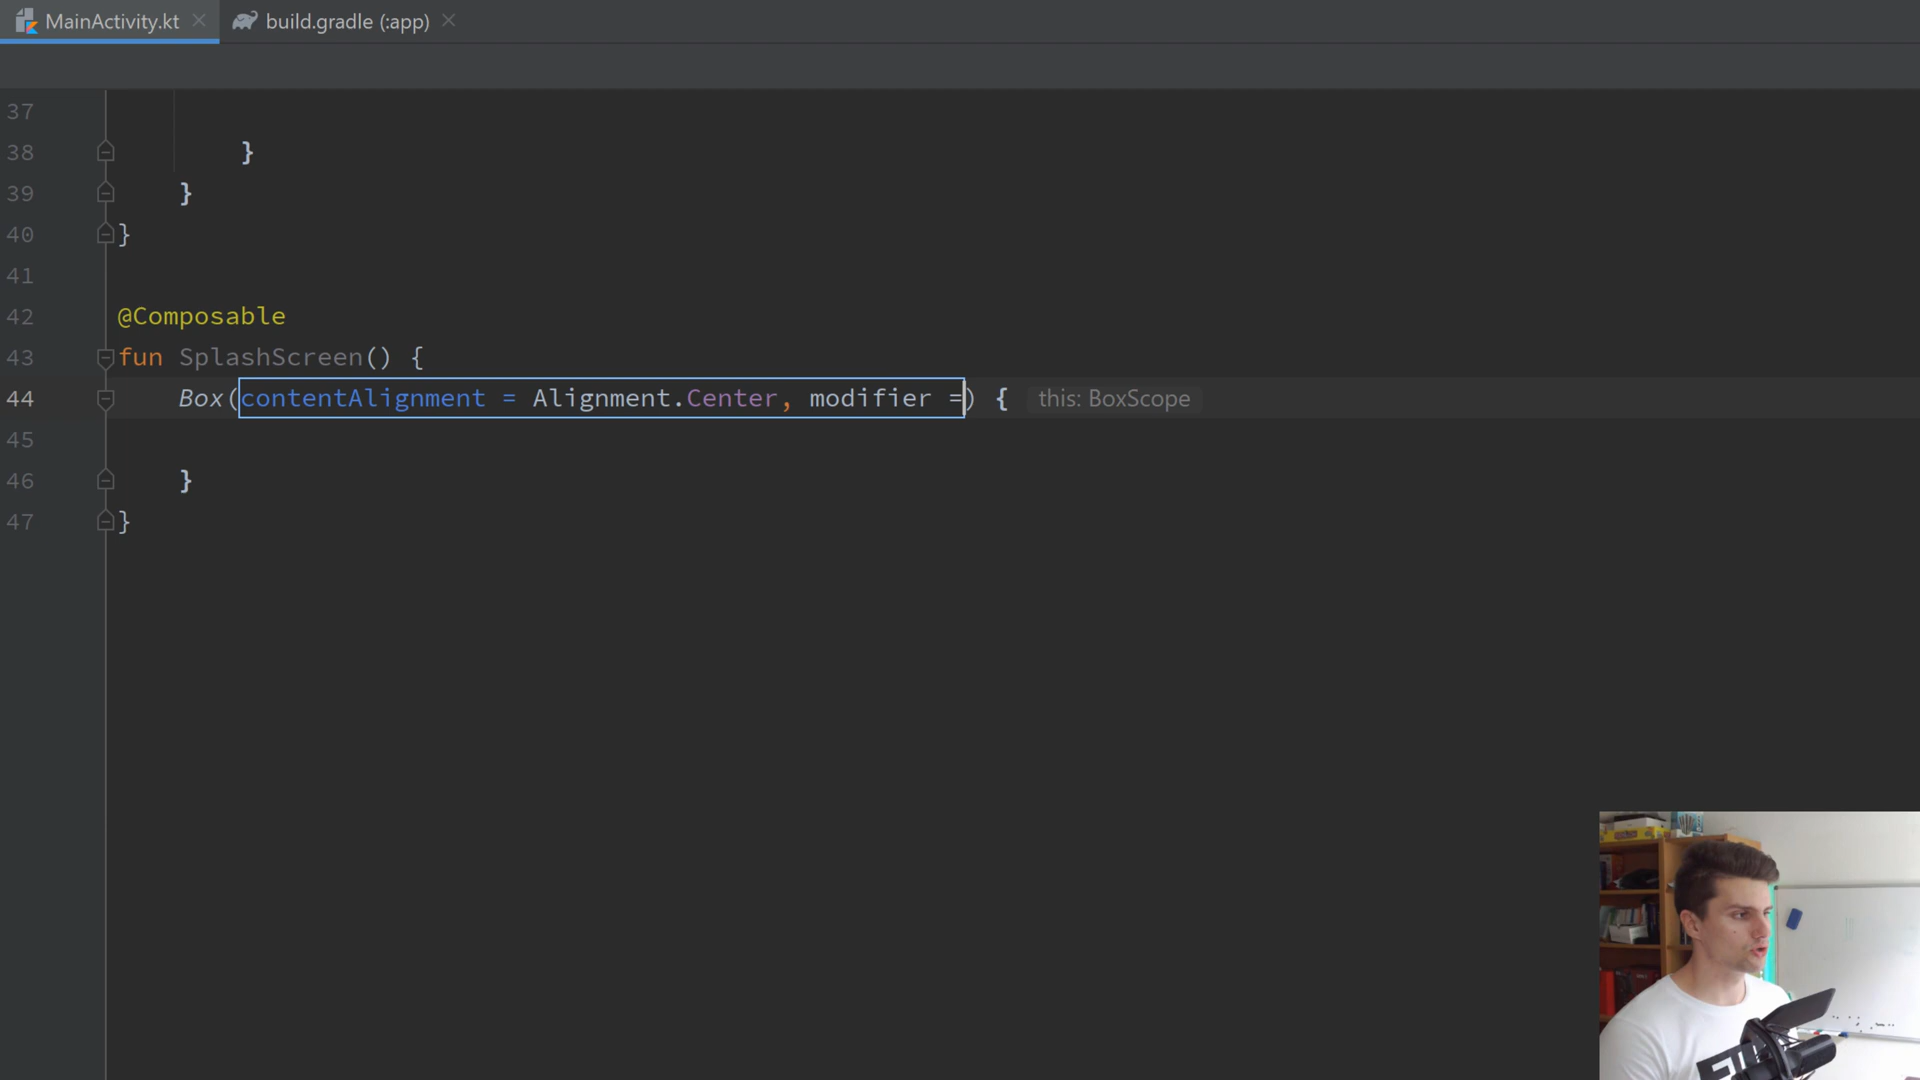 MainActivity.kt
build.gradle (:app)
37
38 }
39 }
40 }
41
42 @Composable
43 fun SplashScreen() {
44 Box(contentAlignment = Alignment.Center, modifier =) { this: BoxScope
45
46 }
47 }